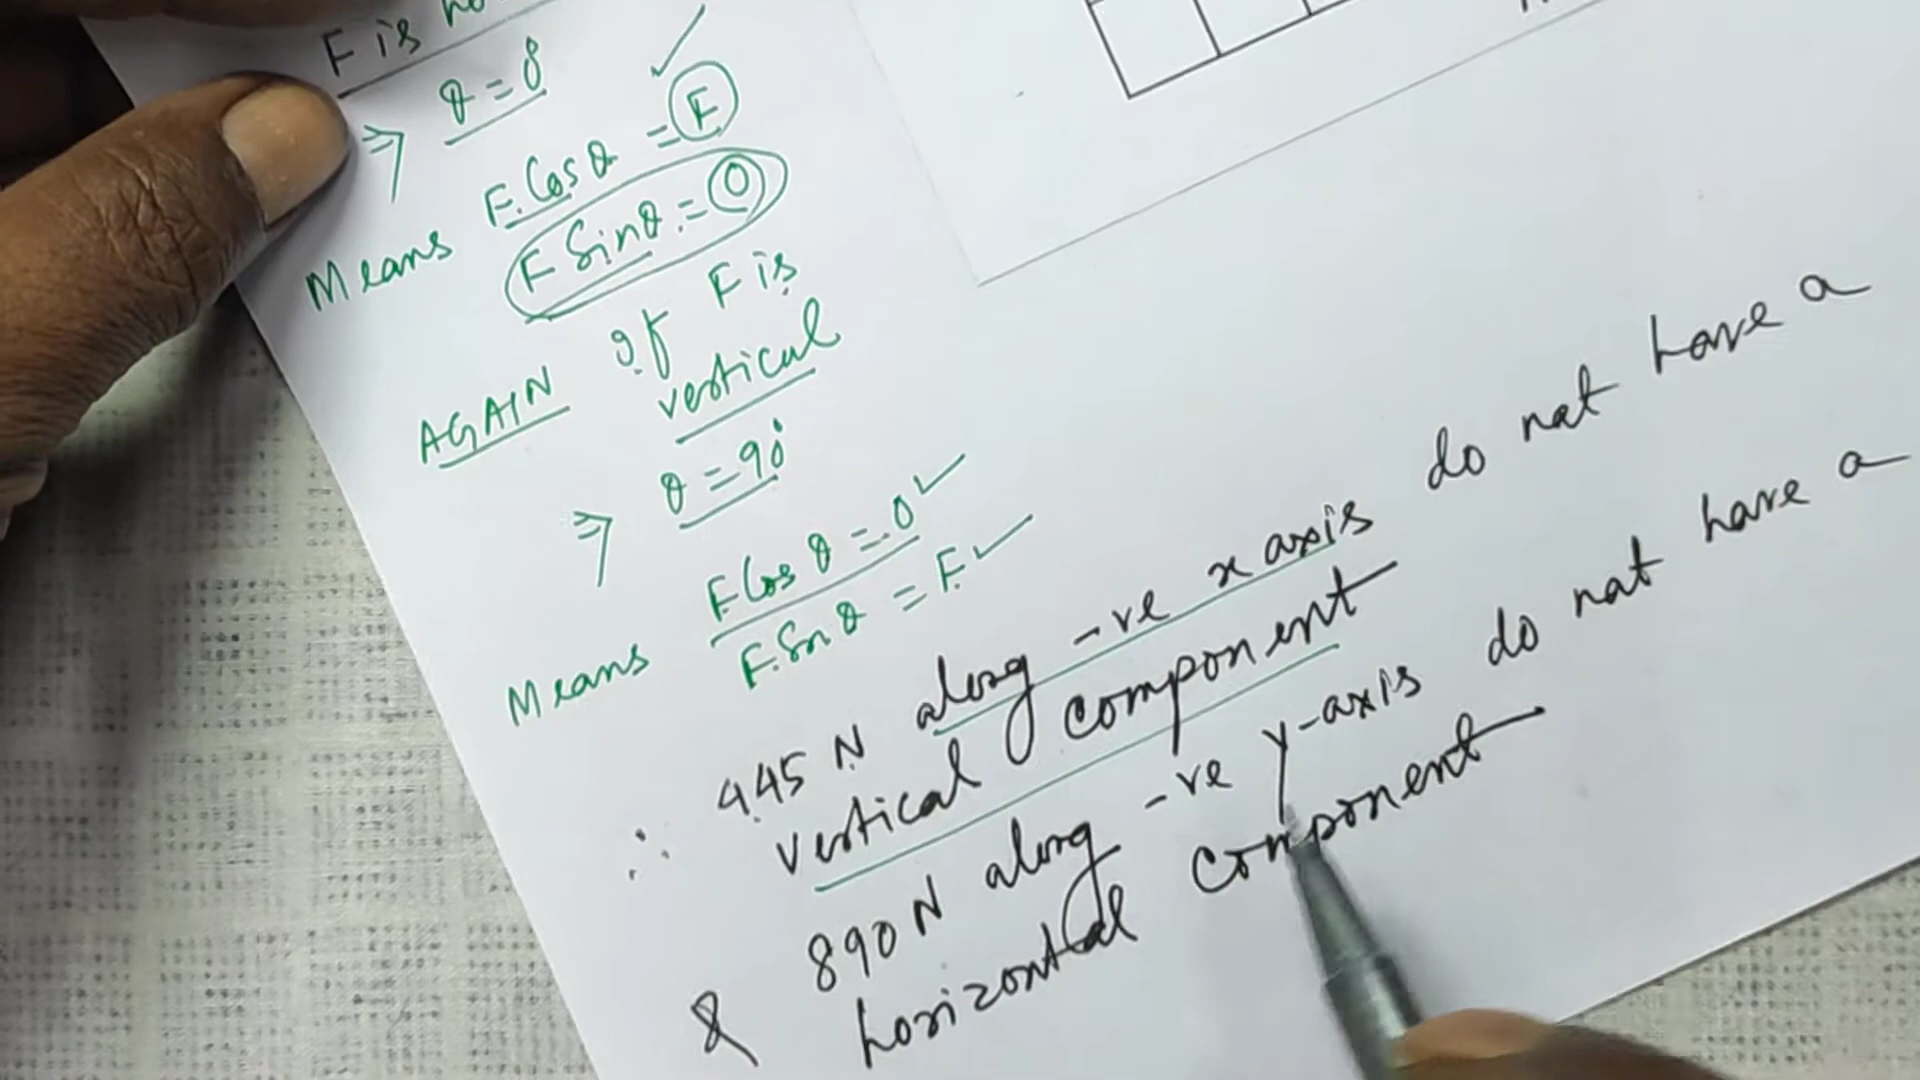 F is
⇒ θ = 0°
Means F. Cos θ = F
F Sinθ. = 0
AGAIN If F is
vertical
⇒ θ = 90°
Means F Cos θ = 0
F. Sin θ = F.
∴ 445 N along -ve x axis do not have a
vertical component
& 890 N along -ve y-axis do not have a
horizontal component